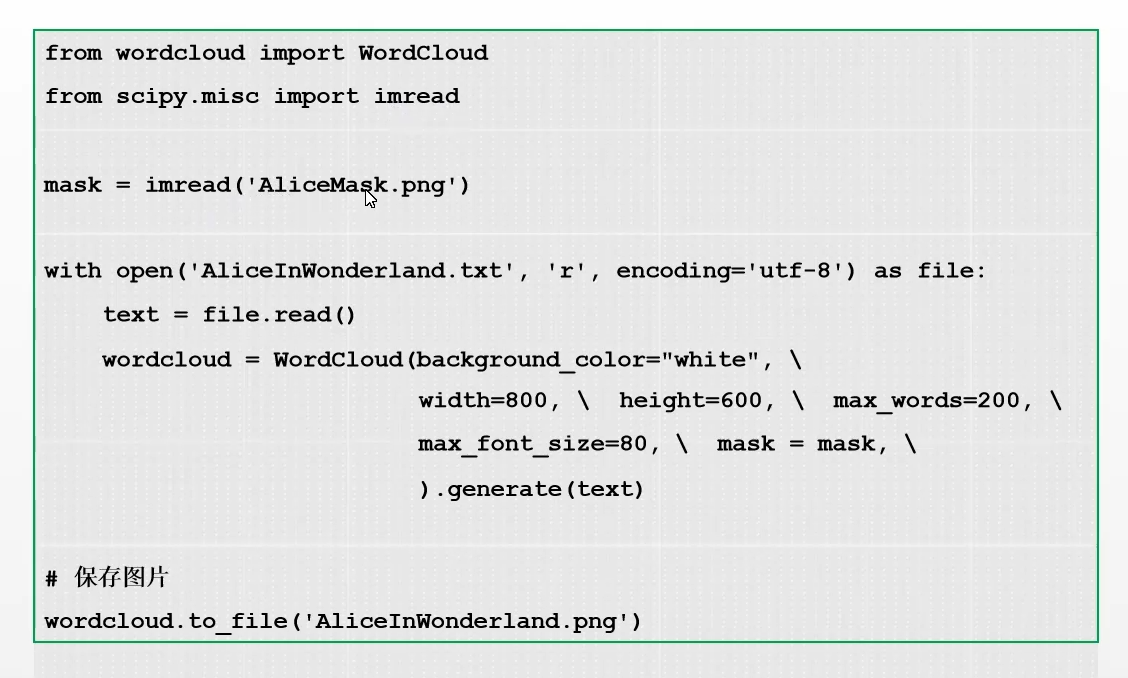 from wordcloud import WordCloud
from scipy.misc import imread
mask = imread('AliceMask.png')
with open('AliceInWonderland.txt', 'r', encoding='utf-8') as file:
    text = file.read()
    wordcloud = WordCloud(background_color="white", \
                          width=800, \  height=600, \  max_words=200, \
                          max_font_size=80, \  mask = mask, \
                          ).generate(text)
# 保存图片
wordcloud.to_file('AliceInWonderland.png')